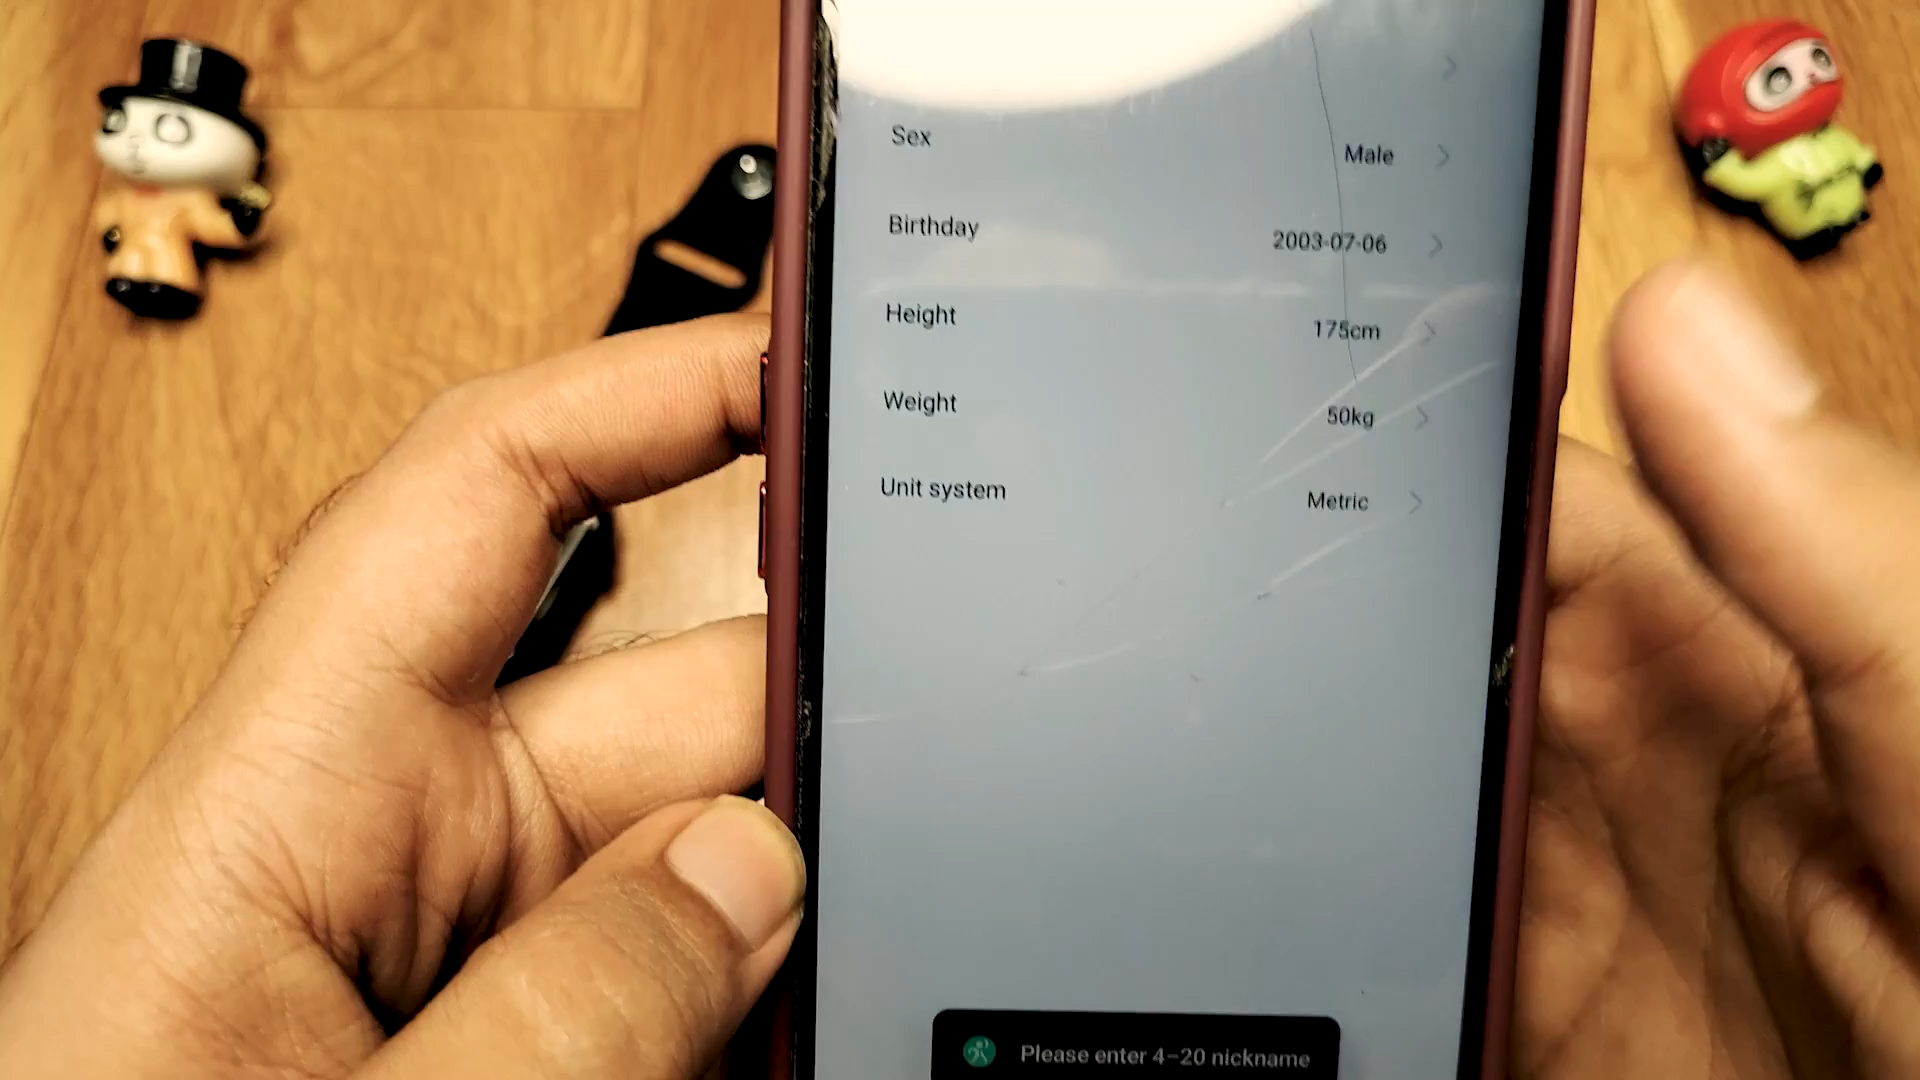 Sex
Male
Birthday
2003-07-06
Height
175cm
Weight
50kg
Unit system
Metric
Please enter 4-20 nickname